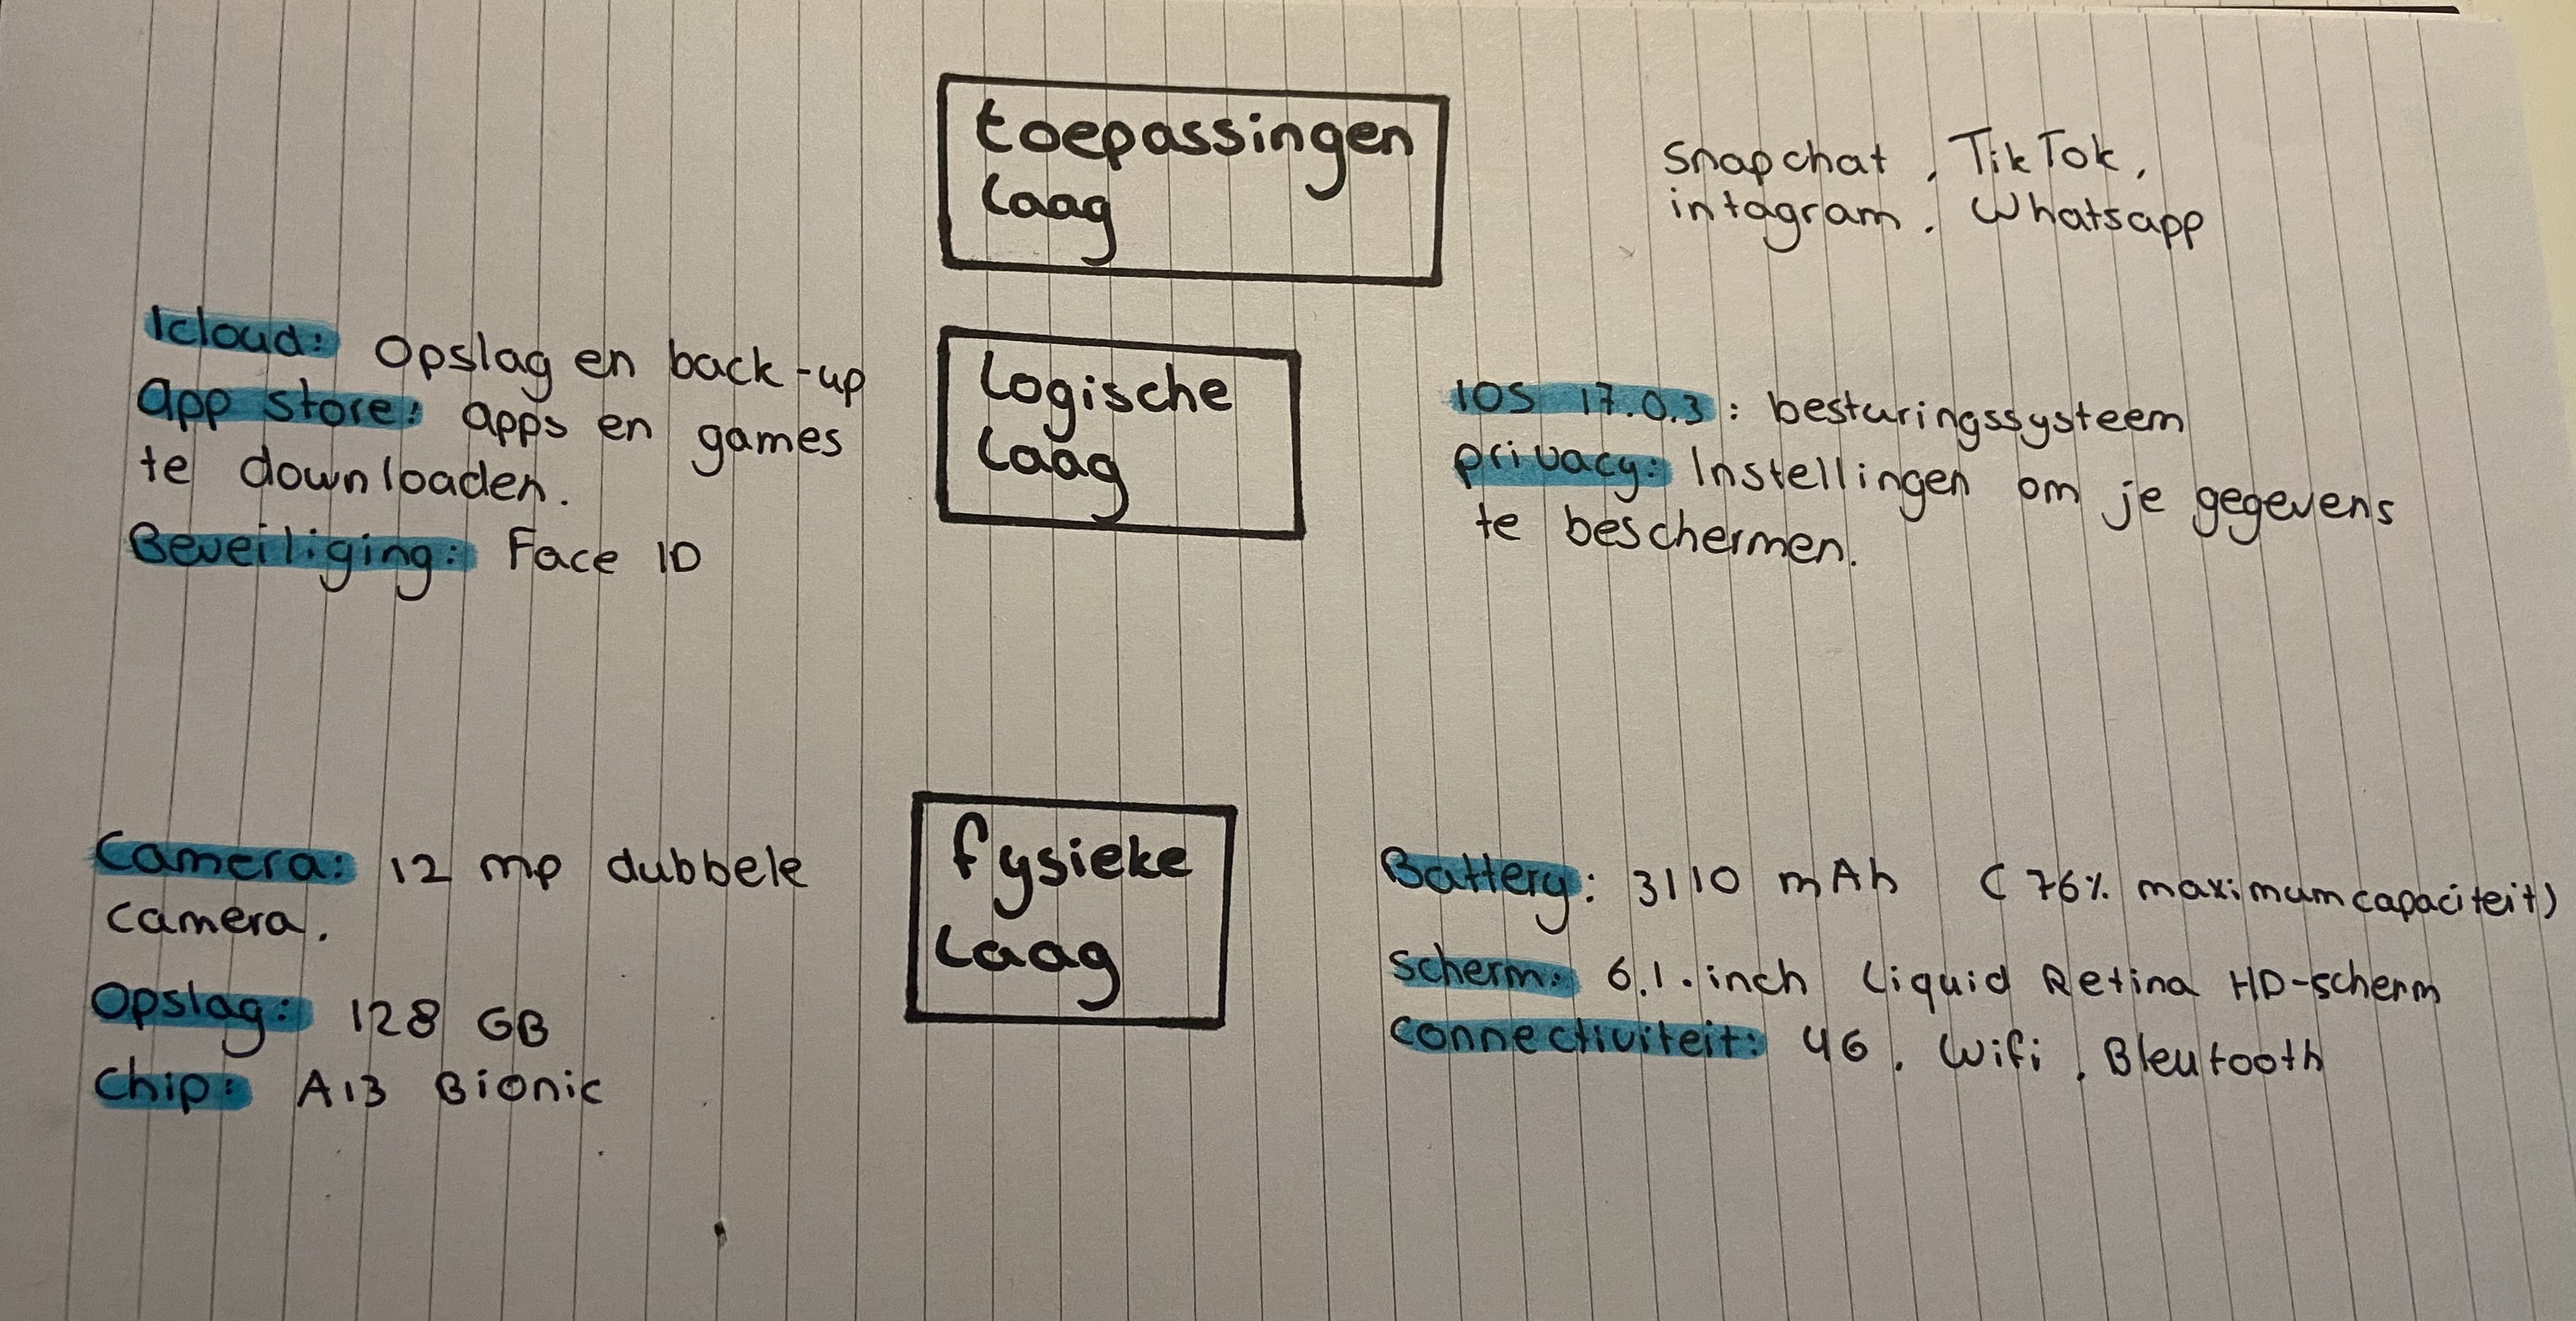 toepassingen
laag
Snapchat, TikTok,
intagram, Whatsapp
Icloud: Opslag en back-up
App store: apps en games
te downloaden.
Beveiliging: Face ID
Logische
laag
IOS 17.0.3: besturingssysteem
privacy: Instellingen om je gegevens
te beschermen.
Camera: 12 mp dubbele
camera.
Opslag: 128 GB
Chip: A13 Bionic
fysieke
laag
Battery: 3110 mAh (76% maximumcapaciteit)
Scherm: 6.1. inch Liquid Retina HD-scherm
Connectiviteit: 4G, Wifi, Bleutooth